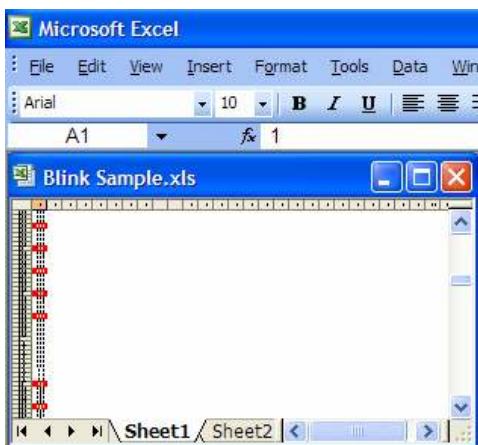 Microsoft Excel
File Edit View Insert Format Tools Data Win
Arial 10 B I U
A1 fx 1
Blink Sample.xls
Sheet1 Sheet2